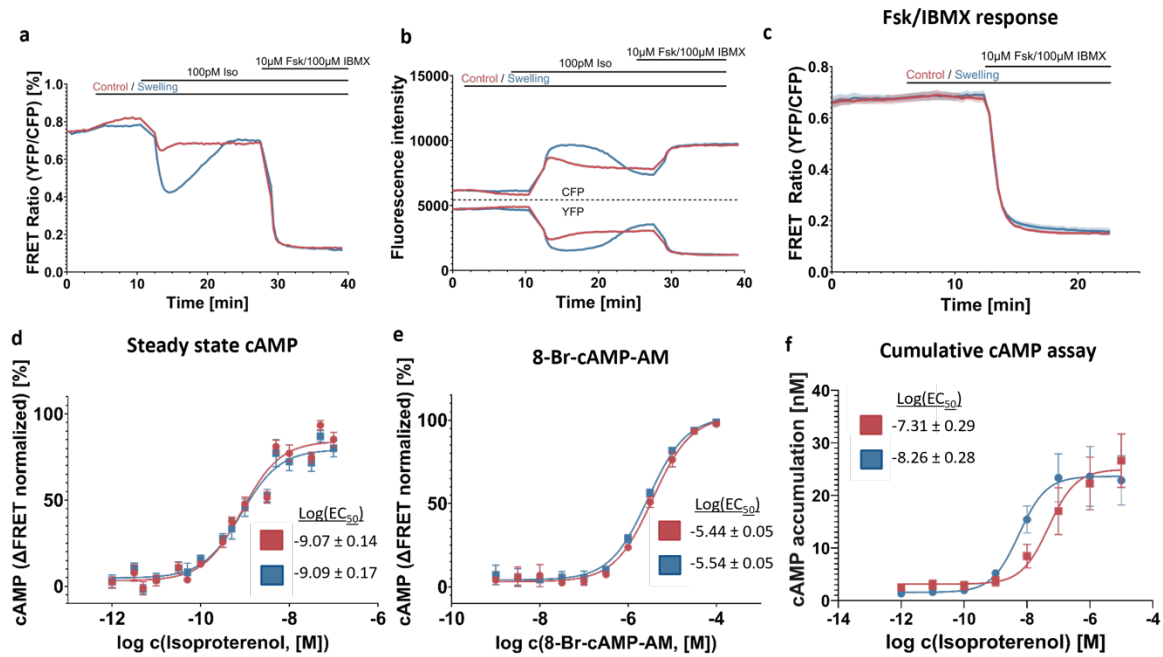 Fsk/IBMX response
a
10µM Fsk/100µM IBMX
100pM Iso
Control / Swelling
FRET Ratio (YFP/CFP) [%]
1.0
0.8
0.6
0.4
0.2
0.0
0 10 20 30 40
Time [min]
b
10µM Fsk/100µM IBMX
100pM Iso
Control / Swelling
Fluorescence intensity
15000
10000
5000
0
CFP
YFP
0 10 20 30 40
Time [min]
c
10µM Fsk/100µM IBMX
Control / Swelling
FRET Ratio (YFP/CFP)
0.8
0.6
0.4
0.2
0.0
0 10 20
Time [min]
d
Steady state cAMP
cAMP (ΔFRET normalized) [%]
100
50
0
Log(EC50)
-9.07 ± 0.14
-9.09 ± 0.17
-12 -10 -8 -6
log c(Isoproterenol, [M])
e
8-Br-cAMP-AM
cAMP (ΔFRET normalized) [%]
100
50
0
Log(EC50)
-5.44 ± 0.05
-5.54 ± 0.05
-10 -8 -6 -4 -2
log c(8-Br-cAMP-AM, [M])
f
Cumulative cAMP assay
cAMP accumulation [nM]
40
30
20
10
0
Log(EC50)
-7.31 ± 0.29
-8.26 ± 0.28
-14 -12 -10 -8 -6 -4
log c(Isoproterenol) [M]